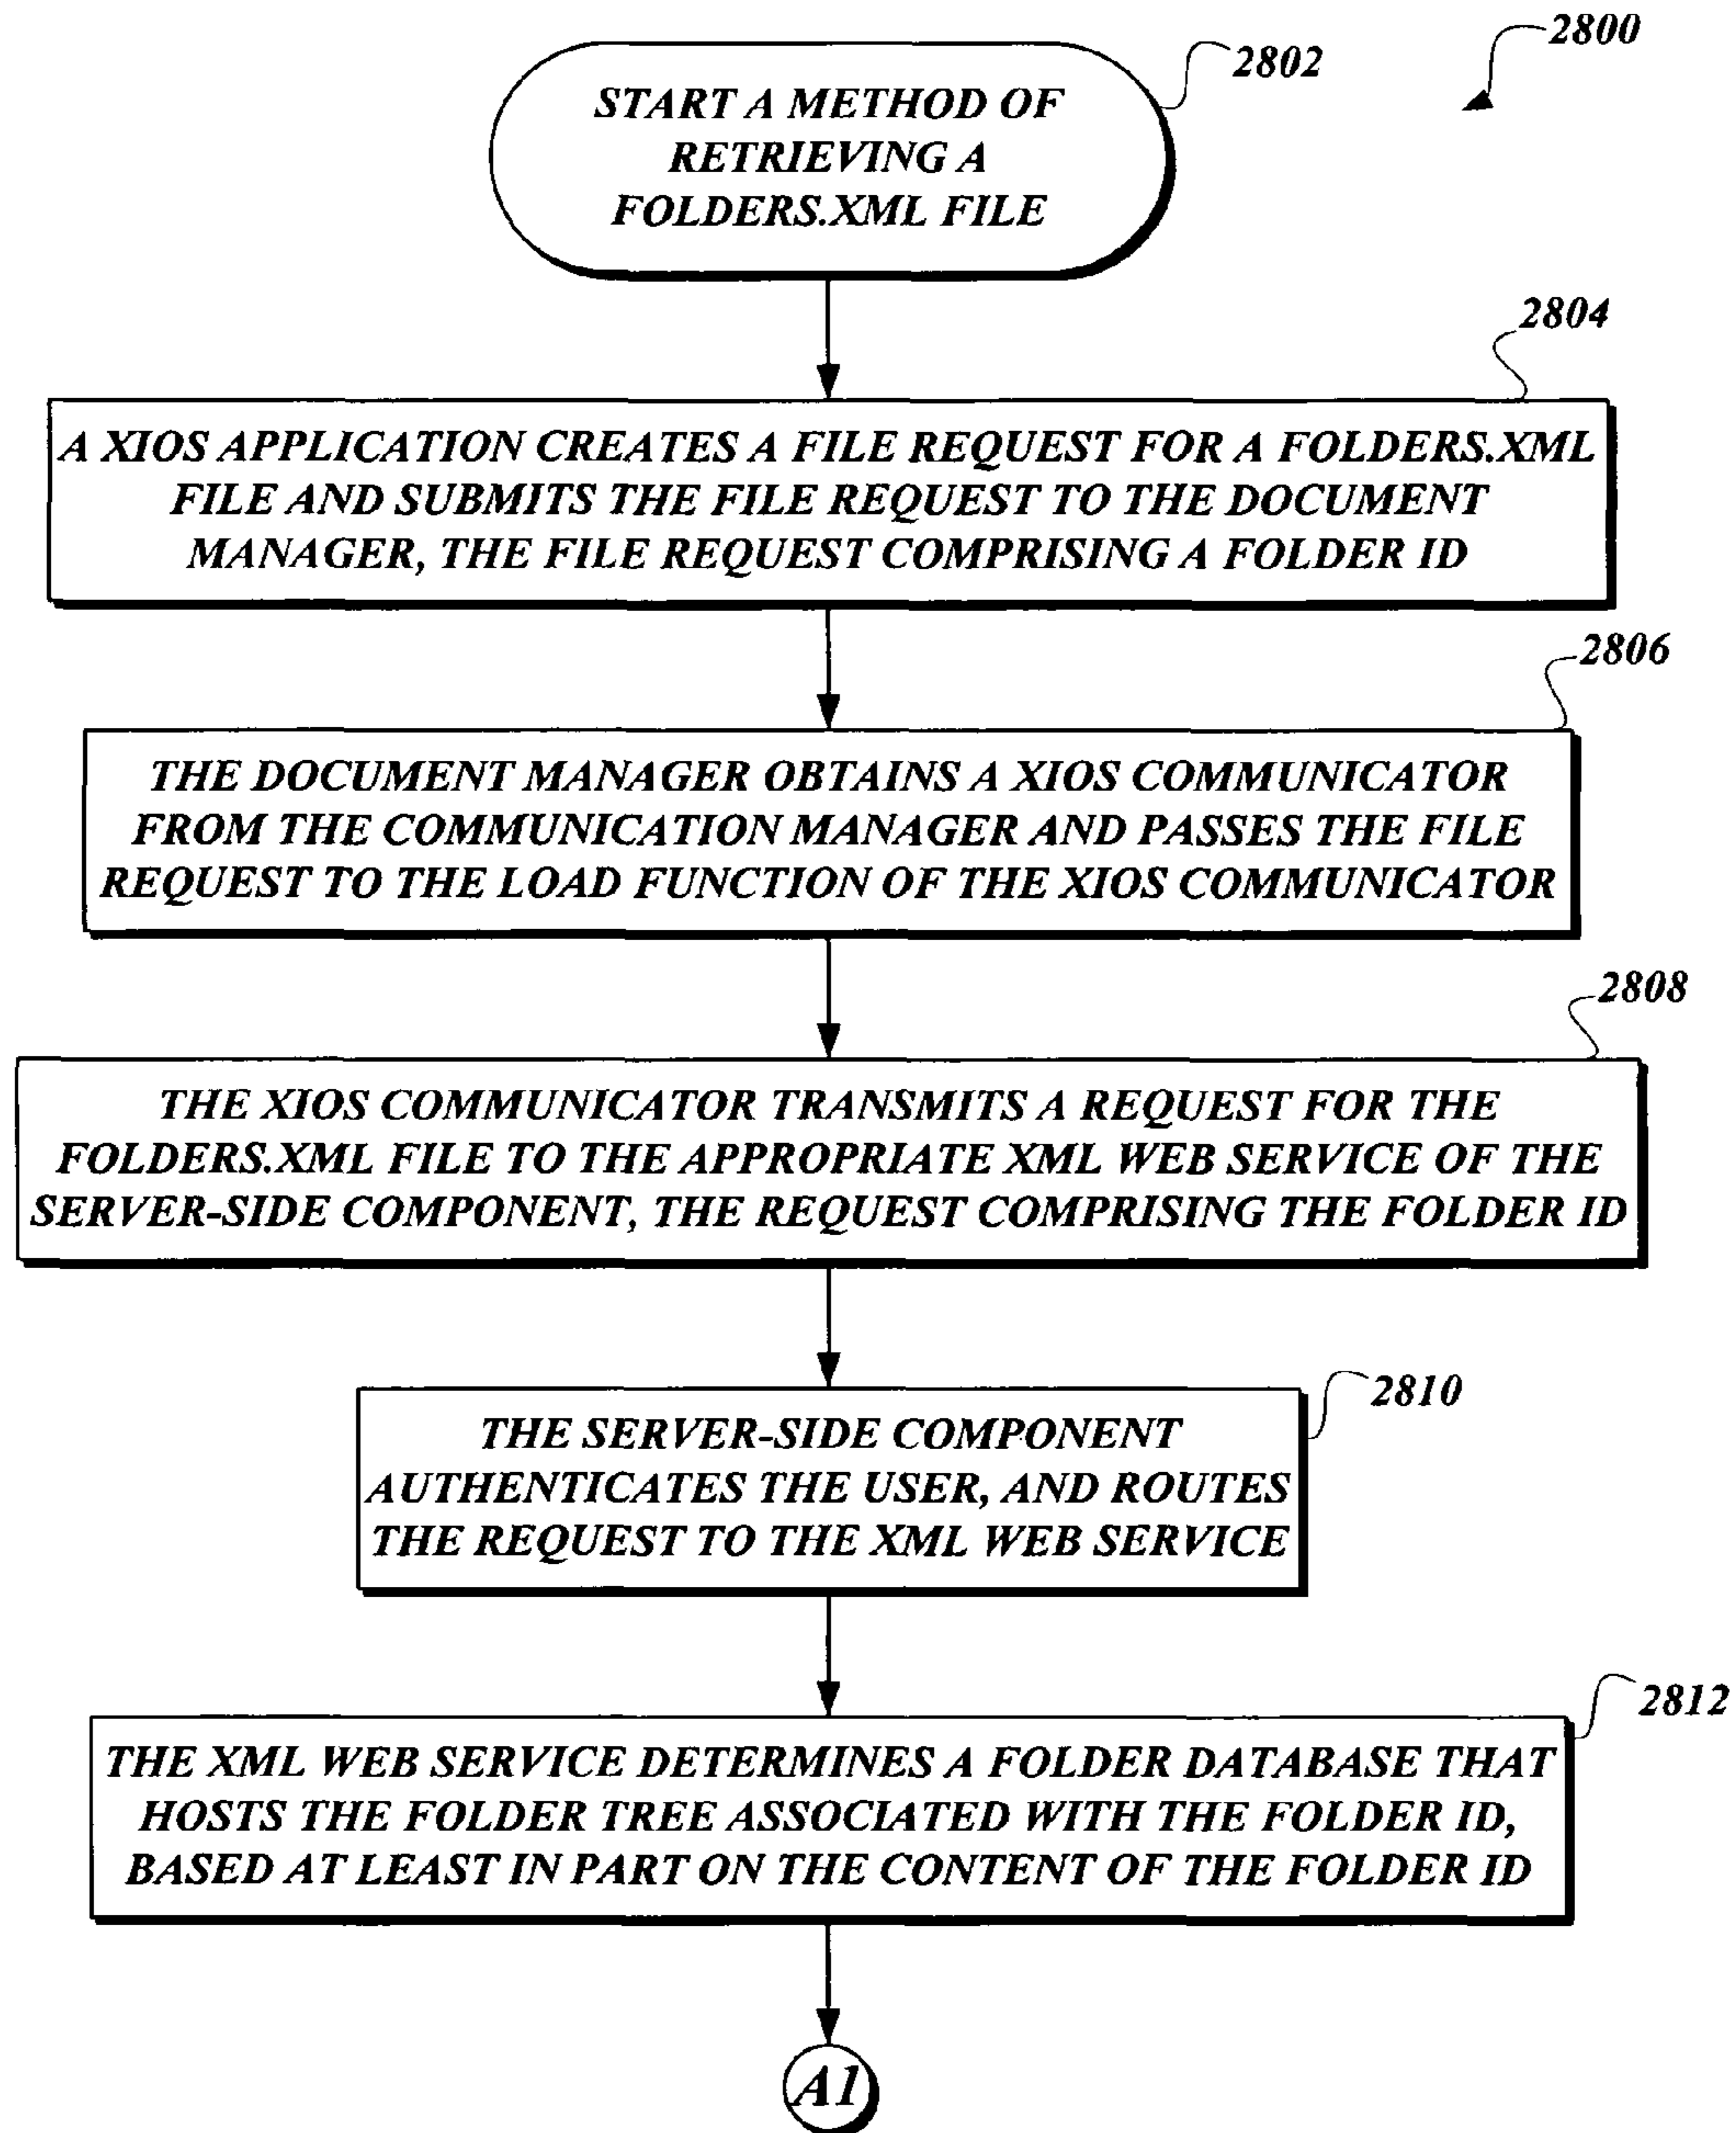 2800
2802
START A METHOD OF
RETRIEVING A
FOLDERS.XML FILE
2804
A XIOS APPLICATION CREATES A FILE REQUEST FOR A FOLDERS.XML
FILE AND SUBMITS THE FILE REQUEST TO THE DOCUMENT
MANAGER, THE FILE REQUEST COMPRISING A FOLDER ID
2806
THE DOCUMENT MANAGER OBTAINS A XIOS COMMUNICATOR
FROM THE COMMUNICATION MANAGER AND PASSES THE FILE
REQUEST TO THE LOAD FUNCTION OF THE XIOS COMMUNICATOR
2808
THE XIOS COMMUNICATOR TRANSMITS A REQUEST FOR THE
FOLDERS.XML FILE TO THE APPROPRIATE XML WEB SERVICE OF THE
SERVER-SIDE COMPONENT, THE REQUEST COMPRISING THE FOLDER ID
2810
THE SERVER-SIDE COMPONENT
AUTHENTICATES THE USER, AND ROUTES
THE REQUEST TO THE XML WEB SERVICE
2812
THE XML WEB SERVICE DETERMINES A FOLDER DATABASE THAT
HOSTS THE FOLDER TREE ASSOCIATED WITH THE FOLDER ID,
BASED AT LEAST IN PART ON THE CONTENT OF THE FOLDER ID
A1